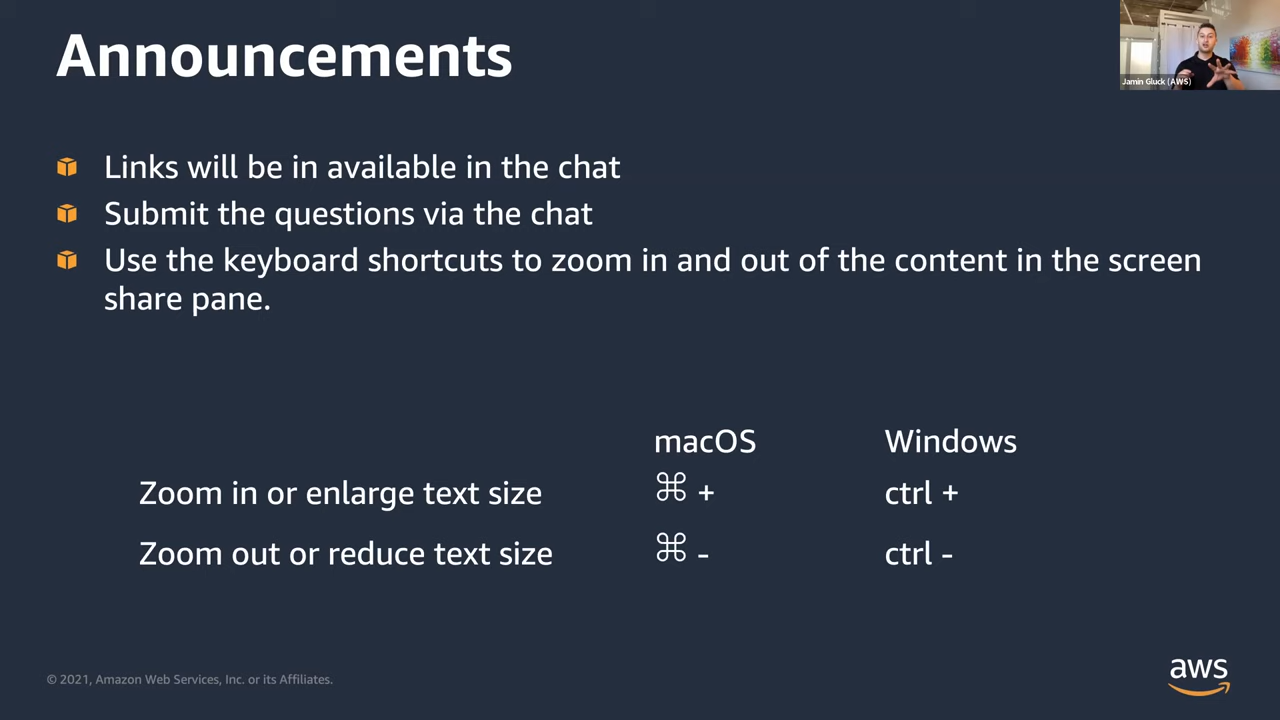 Announcements
Jamin Gluck (AWS)
Links will be in available in the chat
Submit the questions via the chat
Use the keyboard shortcuts to zoom in and out of the content in the screen
share pane.
macOS Windows
Zoom in or enlarge text size ⌘ + ctrl +
Zoom out or reduce text size ⌘ - ctrl -
© 2021, Amazon Web Services, Inc. or its Affiliates.
aws